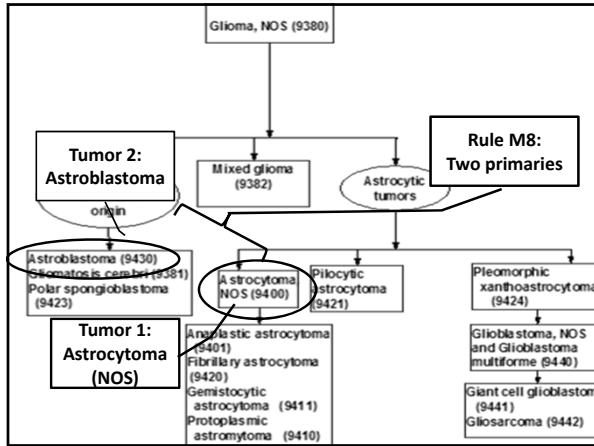 Glioma, NOS (9380)
Tumor 2:
Astroblastoma
Rule M8:
Two primaries
origin
Mixed glioma
(9382)
Astrocytic
tumors
Astroblastoma (9430)
Gliomatosis cerebri (9381)
Polar spongioblastoma
(9423)
Astrocytoma
NOS (9400)
Pilocytic
astrocytoma
(9421)
Pleomorphic
xanthoastrocytoma
(9424)
Tumor 1:
Astrocytoma
(NOS)
Anaplastic astrocytoma
(9401)
Fibrillary astrocytoma
(9420)
Gemistocytic
astrocytoma (9411)
Protoplasmic
astromytoma (9410)
Glioblastoma, NOS
and Glioblastoma
multiforme (9440)
Giant cell glioblastom
(9441)
Gliosarcoma (9442)